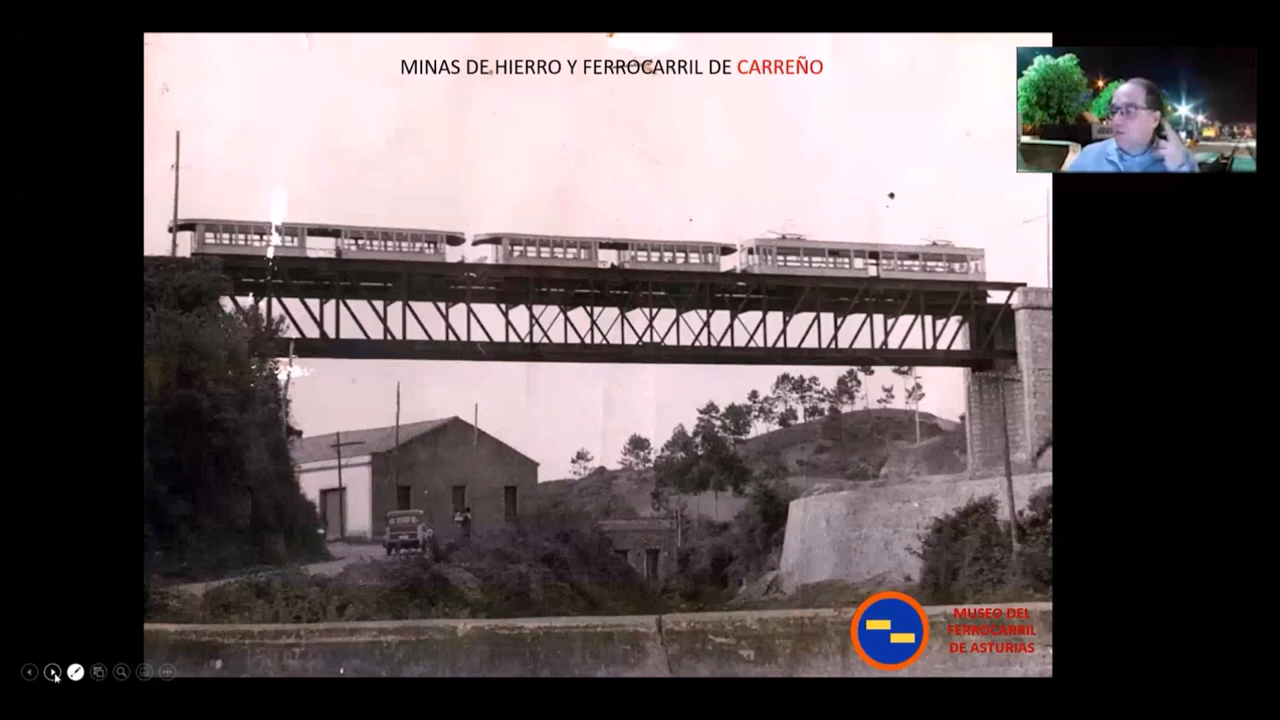 MINAS DE HIERRO Y FERROCARRIL DE CARREÑO
MUSEO DEL
FERROCARRIL
DE ASTURIAS